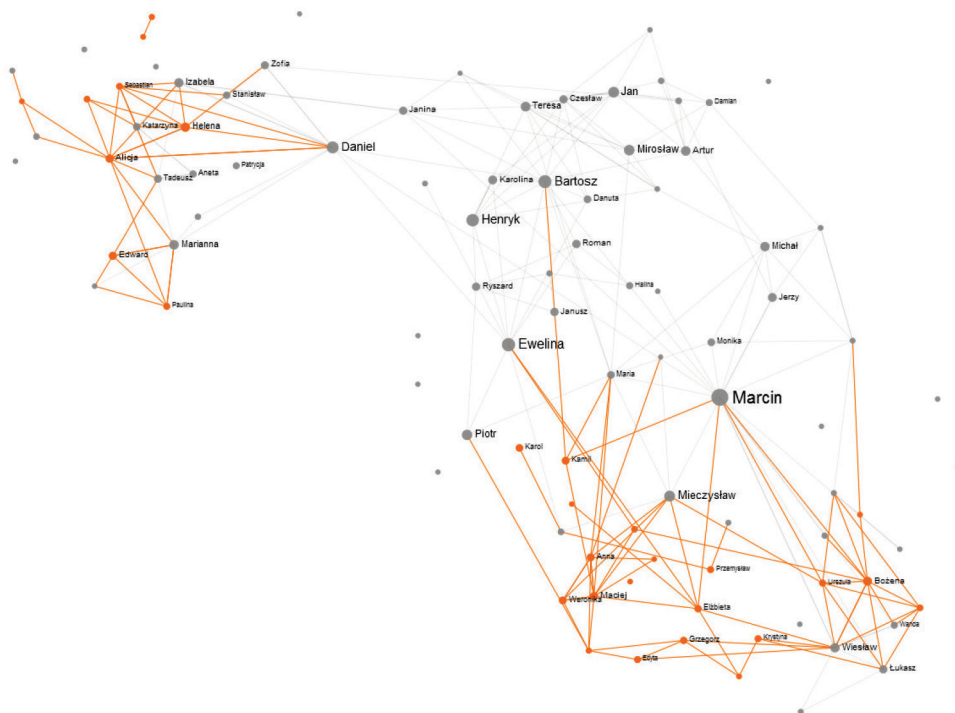 Zofia
Sebastian
Izabela
Stanisław
Jan
Czesław
Teresa
Damian
Janina
Katarzyna
Helena
Daniel
Mirosław
Artur
Alicja
Patrycja
Aneta
Tadeusz
Karolina
Bartosz
Danuta
Henryk
Marianna
Roman
Michał
Edward
Ryszard
Halina
Jerzy
Paulina
Janusz
Ewelina
Monika
Maria
Marcin
Piotr
Karol
Kamil
Mieczysław
Anna
Przemysław
Urszula
Bożena
Weronika
Maciej
Elżbieta
Wanda
Grzegorz
Krystyna
Wiesław
Edyta
Łukasz